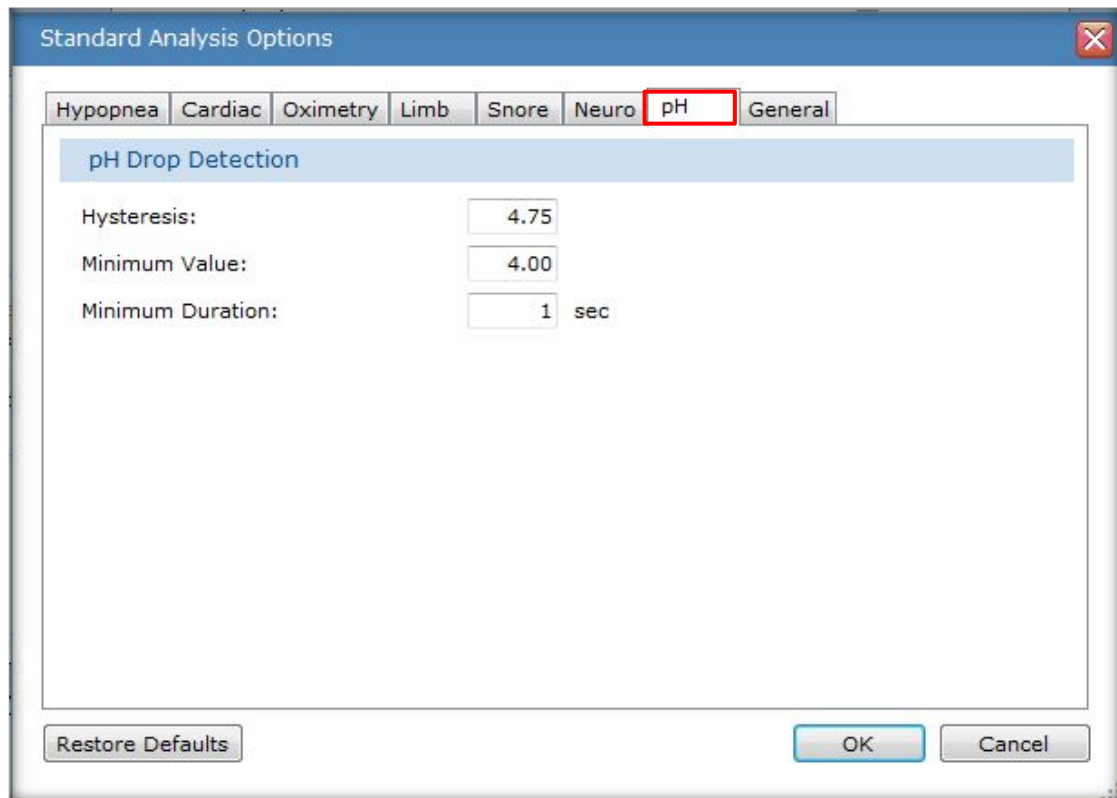 Standard Analysis Options
Hypopnea Cardiac Oximetry Limb Snore Neuro pH General
pH Drop Detection
Hysteresis: 4.75
Minimum Value: 4.00
Minimum Duration: 1 sec
Restore Defaults OK Cancel